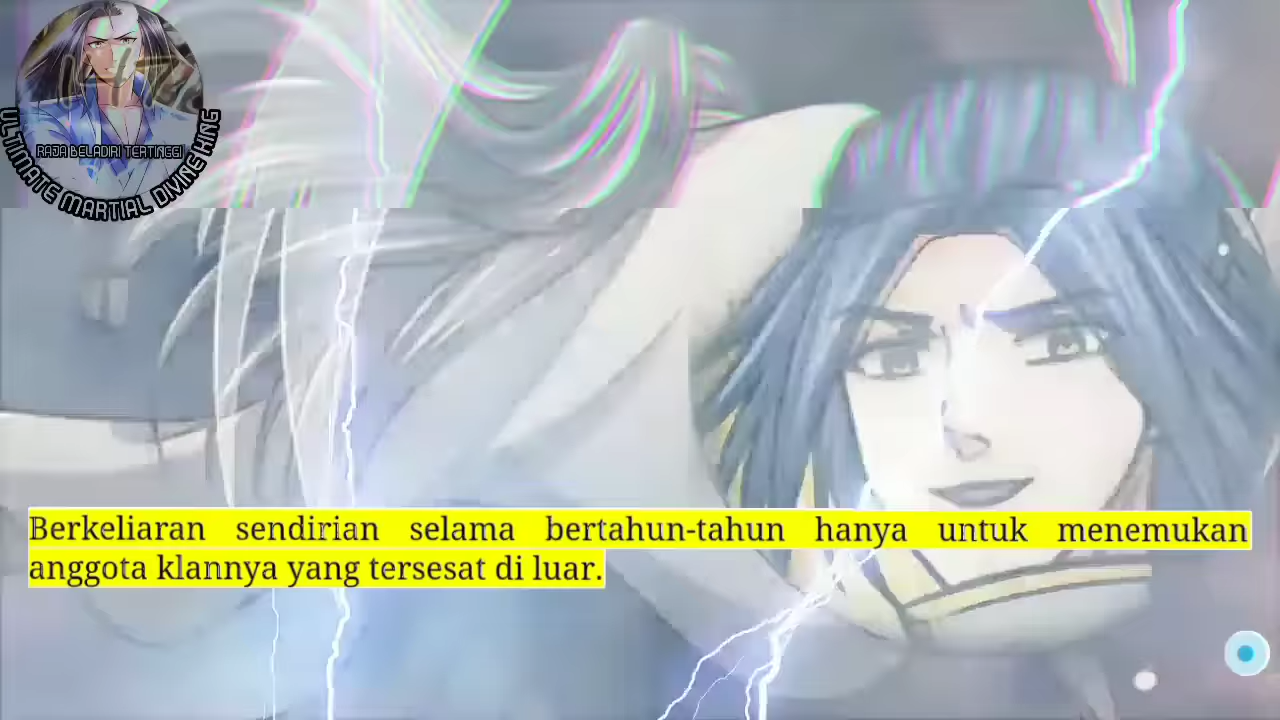 RAJA BELADIRI TERTINGGI
ULTIMATE MARTIAL DIVINE KING
Berkeliaran sendirian selama bertahun-tahun hanya untuk menemukan
anggota klannya yang tersesat di luar.